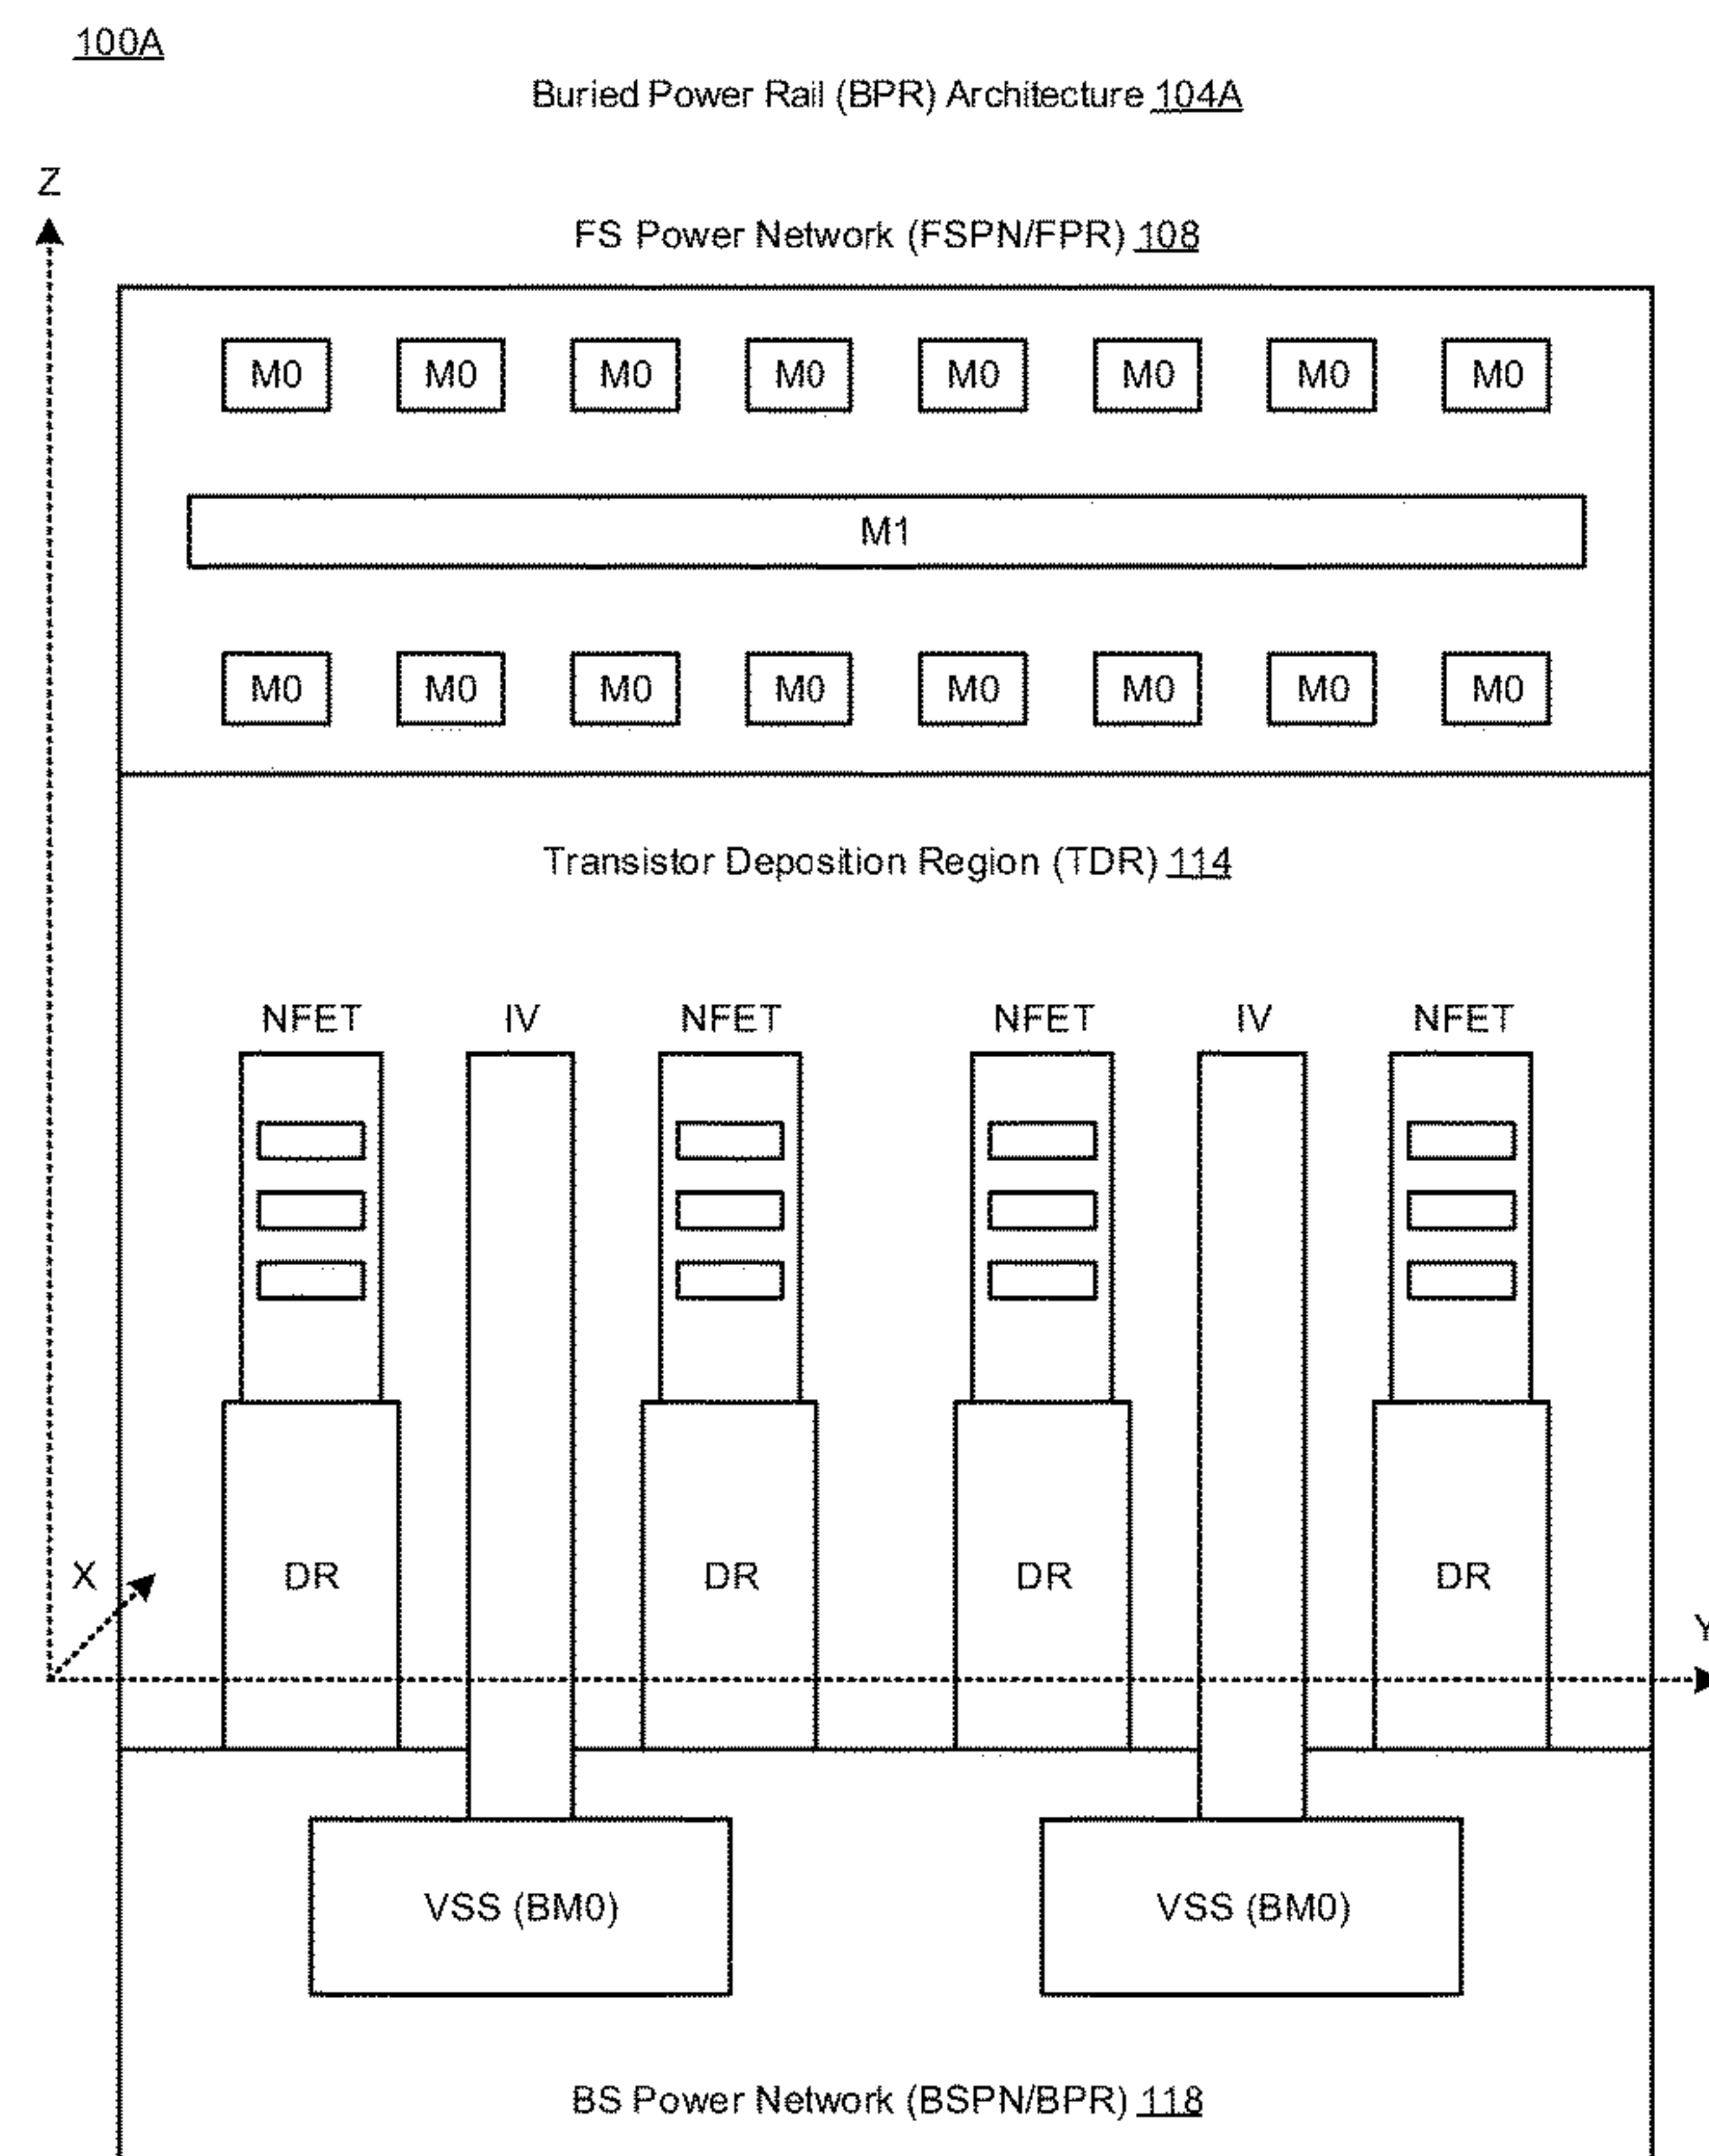 100A
Buried Power Rail (BPR) Architecture 104A
Z
FS Power Network (FSPN/FPR) 108
M0 M0 M0 M0 M0 M0 M0 M0
M1
M0 M0 M0 M0 M0 M0 M0 M0
Transistor Deposition Region (TDR) 114
NFET IV NFET NFET IV NFET
X DR DR DR DR
Y
VSS (BM0) VSS (BM0)
BS Power Network (BSPN/BPR) 118